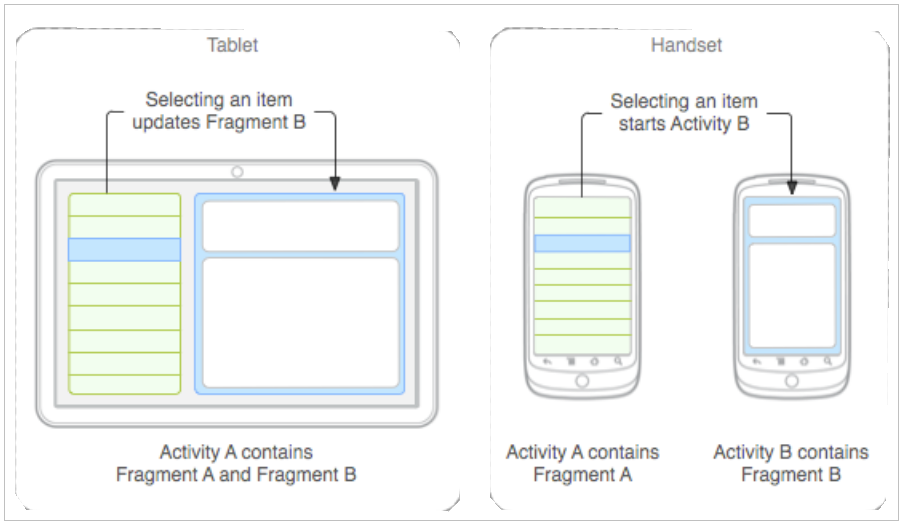 Tablet
Selecting an item
updates Fragment B
Activity A contains
Fragment A and Fragment B
Handset
Selecting an item
starts Activity B
Activity A contains
Fragment A
Activity B contains
Fragment B